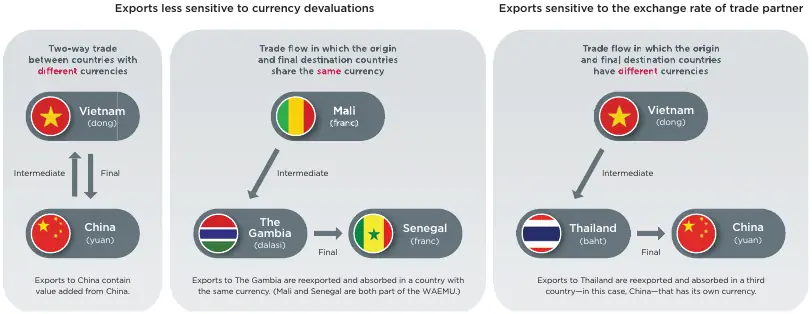 Exports less sensitive to currency devaluations
Two-way trade
between countries with
different currencies
Vietnam
(dong)
Intermediate
Final
China
(yuan)
Exports to China contain
value added from China.
Trade flow in which the origin
and final destination countries
share the same currency
Mali
(franc)
Intermediate
The
Gambia
(dalasi)
Final
Senegal
(franc)
Exports to The Gambia are reexported and absorbed in a country with
the same currency. (Mali and Senegal are both part of the WAEMU.)
Exports sensitive to the exchange rate of trade partner
Trade flow in which the origin
and final destination countries
have different currencies
Vietnam
(dong)
Intermediate
Thailand
(baht)
Final
China
(yuan)
Exports to Thailand are reexported and absorbed in a third
country—in this case, China—that has its own currency.